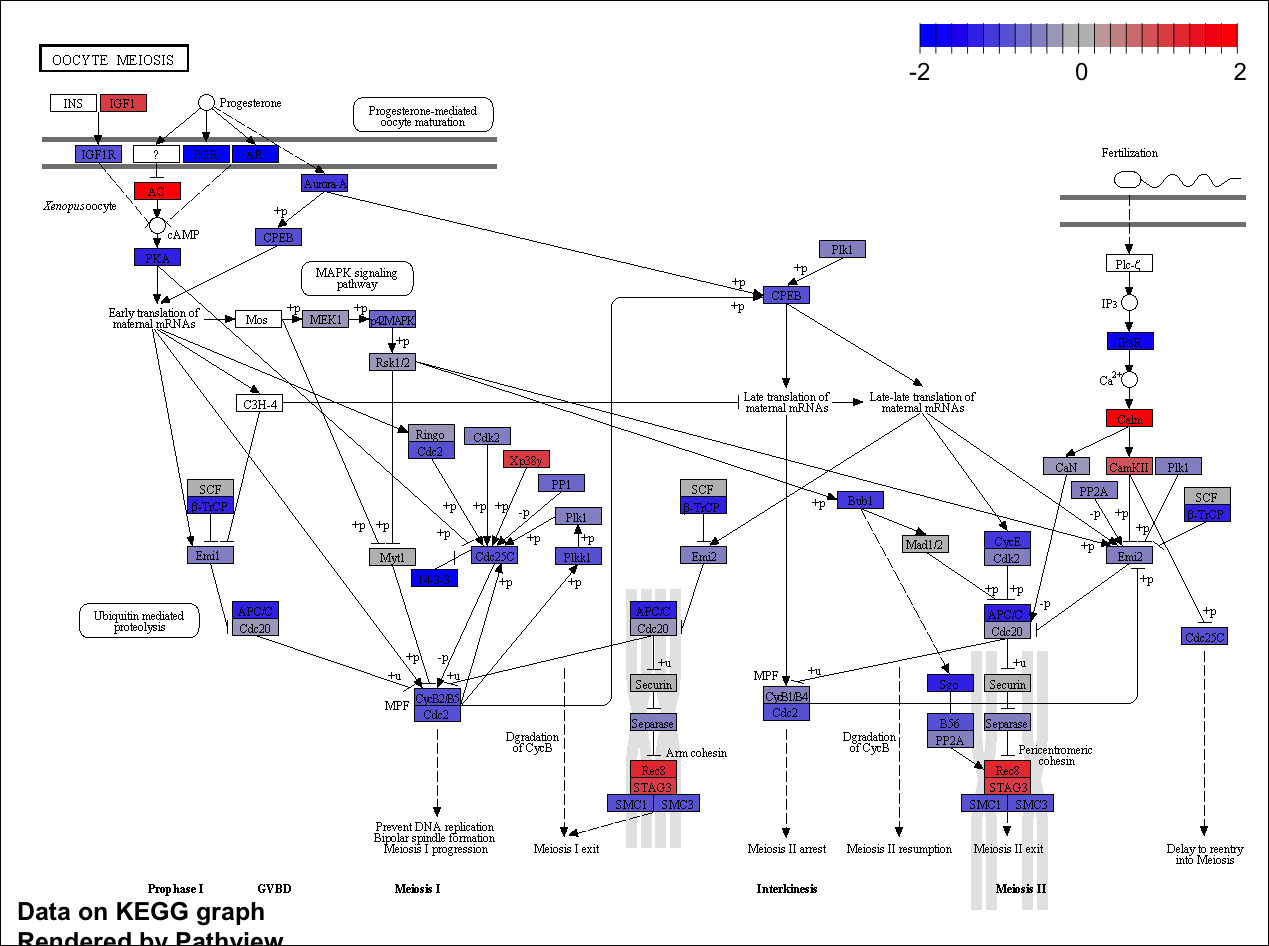 OOCYTE MEIOSIS
-2
0
2
INS
IGF1
Progesterone
Progesterone-mediated
oocyte maturation
IGF1R
?
PGR
AR
Fertilization
AC
Aurora-A
Xenopus oocyte
+p
cAMP
CPEB
PKA
Plk1
+p
MAPK signaling
pathway
Plc-ζ
+p
CPEB
+p
IP3
Early translation of
maternal mRNAs
Mos
+p
MEK1
+p
p42MAPK
+p
IP3R
Rsk1/2
Ca2+
C3H-4
Late translation of
maternal mRNAs
Late-late translation of
maternal mRNAs
Calm
Ringo
Cdc2
Cdk2
Xp38γ
CaN
CamKII
Plk1
SCF
β-TrCP
PP1
SCF
β-TrCP
Bub1
PP2A
SCF
β-TrCP
+p
+p
+p
-p
+p
-p
+p
+p
+p
+p
+p
Plk1
+p
+p
Emi1
Myt1
Cdc25C
Plkk1
Emi2
Mad1/2
CycE
Cdk2
+p
Emi2
14-3-3
+p
+p
+p
+p
+p
-p
+p
Ubiquitin mediated
proteolysis
APC/C
Cdc20
APC/C
Cdc20
APC/C
Cdc20
Cdc25C
+p
-p
+u
+u
+u
+u
MPF
CycB2/B5
Cdc2
Securin
MPF
CycB1/B4
Cdc2
Sgo
Securin
Separase
B56
PP2A
Separase
Dgradation
of CycB
Arm cohesin
Dgradation
of CycB
Pericentromeric
cohesin
Rec8
STAG3
SMC1
SMC3
Rec8
STAG3
SMC1
SMC3
Prevent DNA replication
Bipolar spindle formation
Meiosis I progression
Meiosis I exit
Meiosis II arrest
Meiosis II resumption
Meiosis II exit
Delay to reentry
into Meiosis
Prophase I
GVBD
Meiosis I
Interkinesis
Meiosis II
Data on KEGG graph
Rendered by Pathview